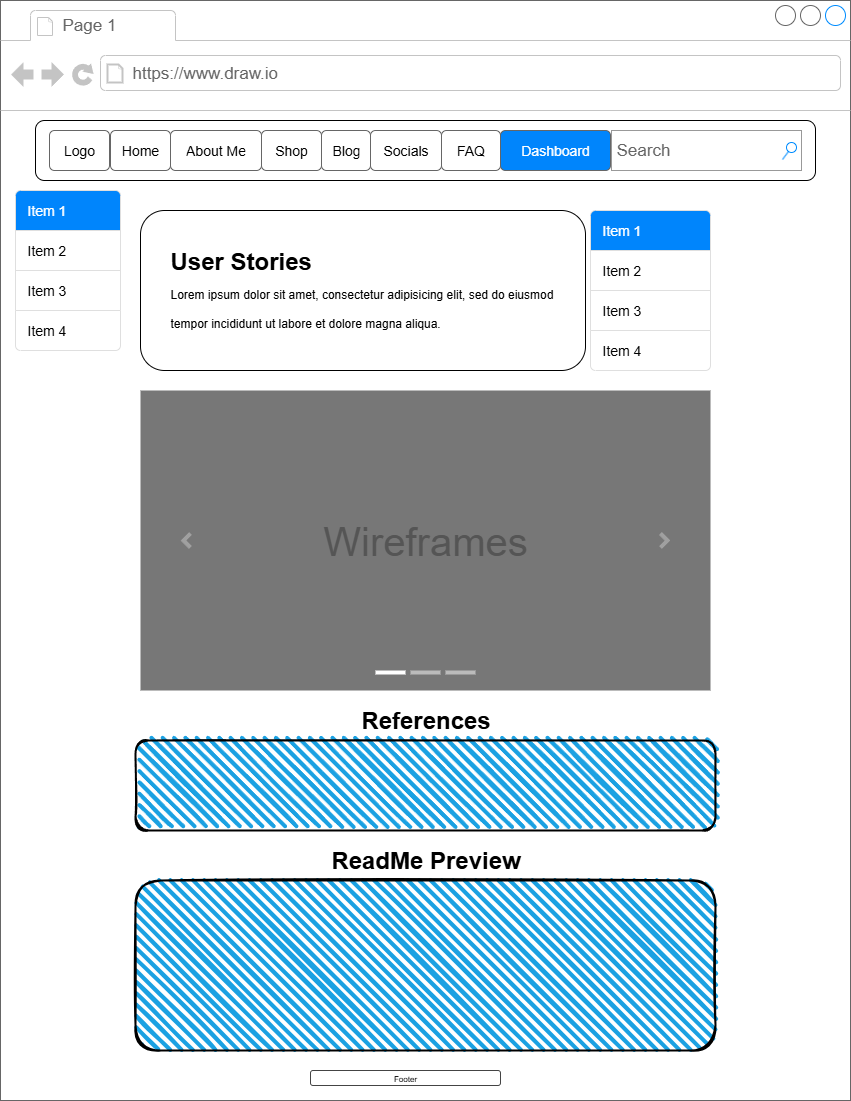 Page 1
https://www.draw.io
Logo Home About Me Shop Blog Socials FAQ Dashboard Search
Item 1
Item 2
Item 3
Item 4
User Stories
Lorem ipsum dolor sit amet, consectetur adipisicing elit, sed do eiusmod
tempor incididunt ut labore et dolore magna aliqua.
Item 1
Item 2
Item 3
Item 4
Wireframes
References
ReadMe Preview
Footer